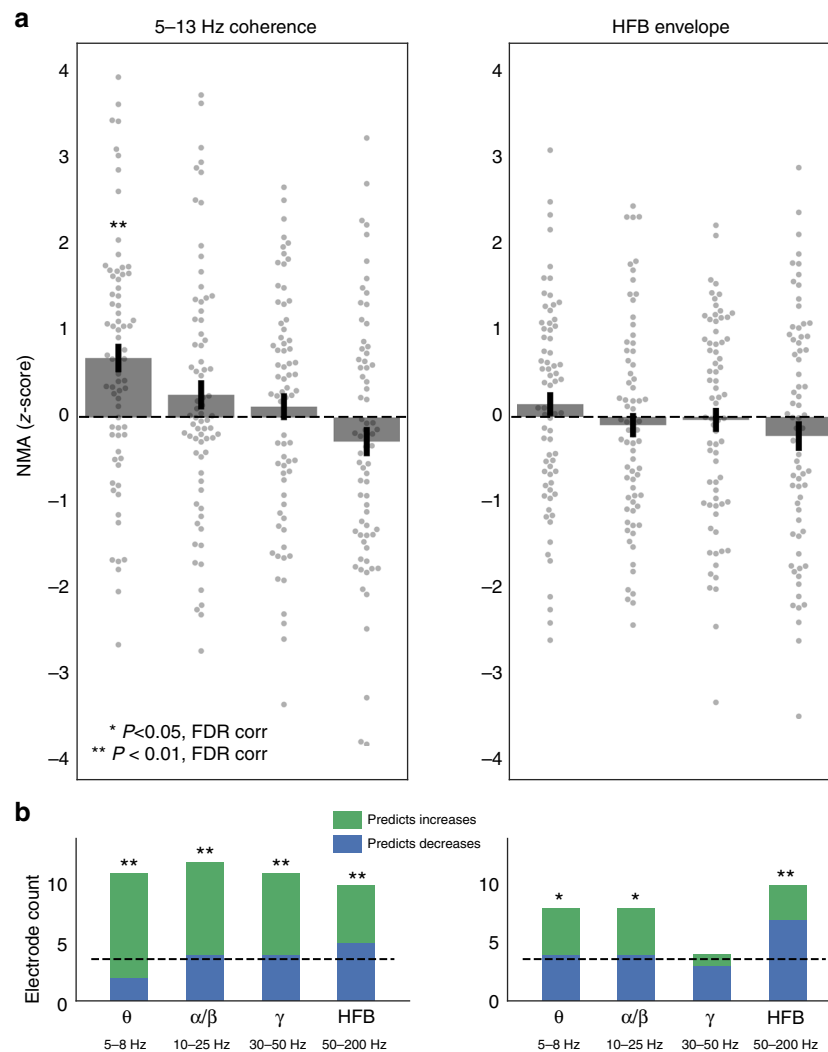 a
5–13 Hz coherence
HFB envelope
NMA (z-score)
4
3
2
1
0
–1
–2
–3
–4
**
* P<0.05, FDR corr
** P < 0.01, FDR corr
4
3
2
1
0
–1
–2
–3
–4
b
Predicts increases
Predicts decreases
Electrode count
10
5
0
** ** ** **
θ α/β γ HFB
5–8 Hz 10–25 Hz 30–50 Hz 50–200 Hz
10
5
0
* * **
θ α/β γ HFB
5–8 Hz 10–25 Hz 30–50 Hz 50–200 Hz